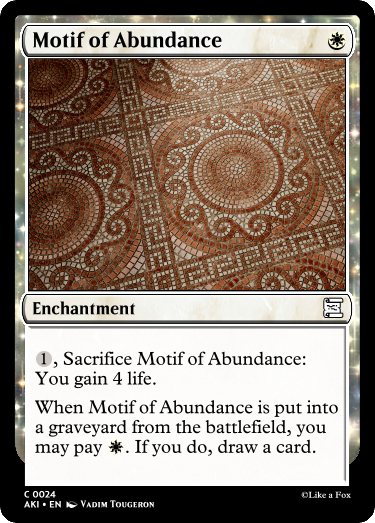 Motif of Abundance
Enchantment
1, Sacrifice Motif of Abundance:
You gain 4 life.
When Motif of Abundance is put into
a graveyard from the battlefield, you
may pay . If you do, draw a card.
C 0024
AKI • EN Vadim Tougeron
©Like a Fox